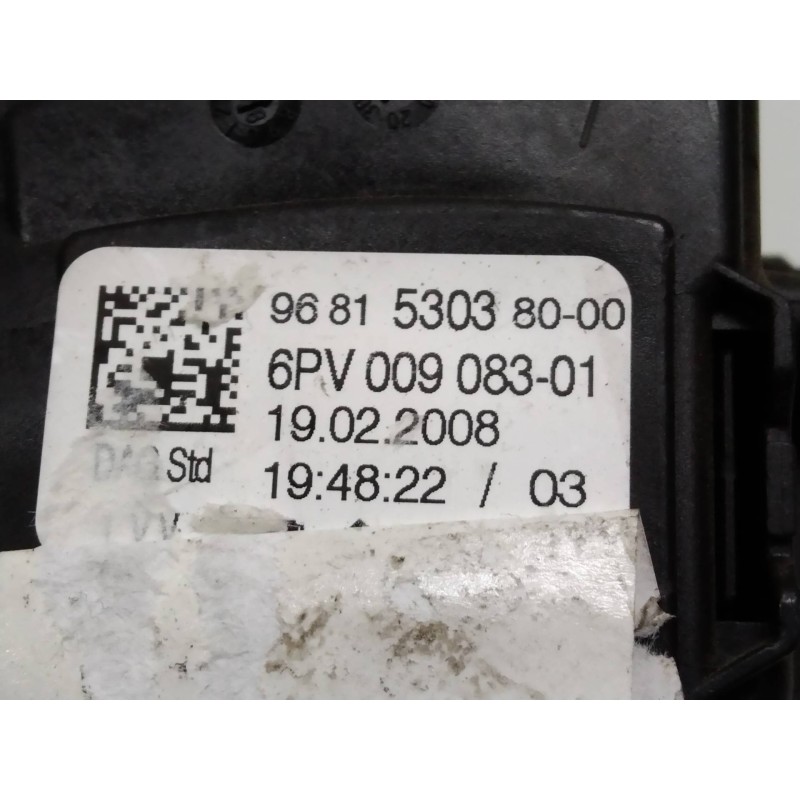 96 81 5303 80-00
6PV 009 083-01
19.02.2008
Std
19:48:22 / 03